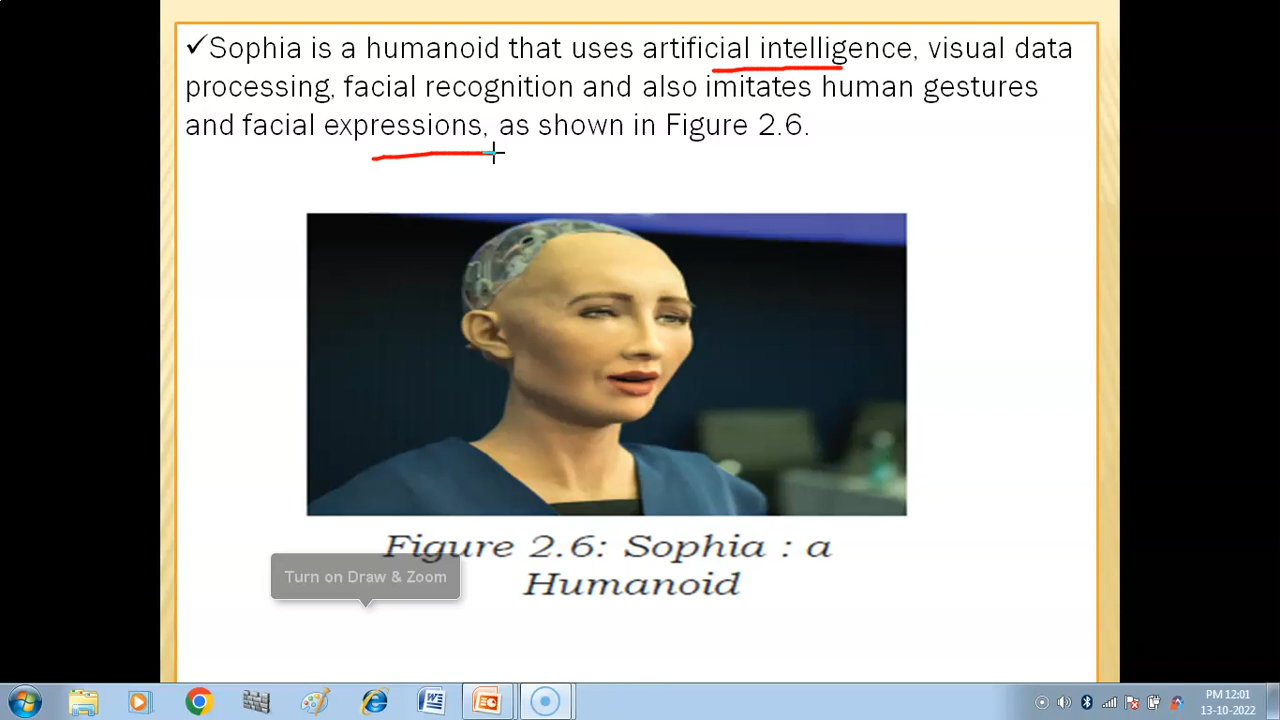 ✓Sophia is a humanoid that uses artificial intelligence, visual data
processing, facial recognition and also imitates human gestures
and facial expressions, as shown in Figure 2.6.
Figure 2.6: Sophia : a
Humanoid
Turn on Draw & Zoom
PM 12:01
13-10-2022